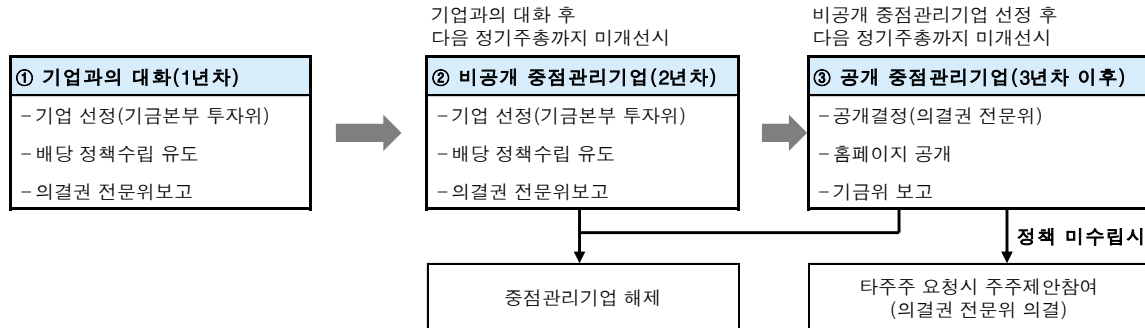 기업과의 대화 후
다음 정기주총까지 미개선시
비공개 중점관리기업 선정 후
다음 정기주총까지 미개선시
① 기업과의 대화(1년차)
-기업 선정(기금본부 투자위)
-배당 정책수립 유도
-의결권 전문위보고
② 비공개 중점관리기업(2년차)
-기업 선정(기금본부 투자위)
-배당 정책수립 유도
-의결권 전문위보고
③ 공개 중점관리기업(3년차 이후)
-공개결정(의결권 전문위)
-홈페이지 공개
-기금위 보고
정책 미수립시
중점관리기업 해제
타주주 요청시 주주제안참여
(의결권 전문위 의결)